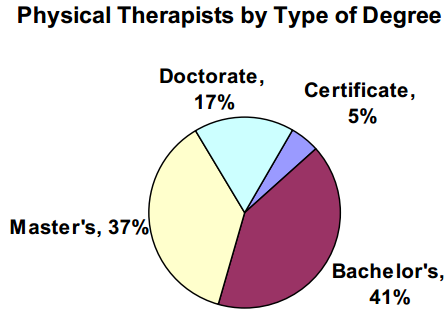 Physical Therapists by Type of Degree
Doctorate,
17%
Certificate,
5%
Master's, 37%
Bachelor's,
41%